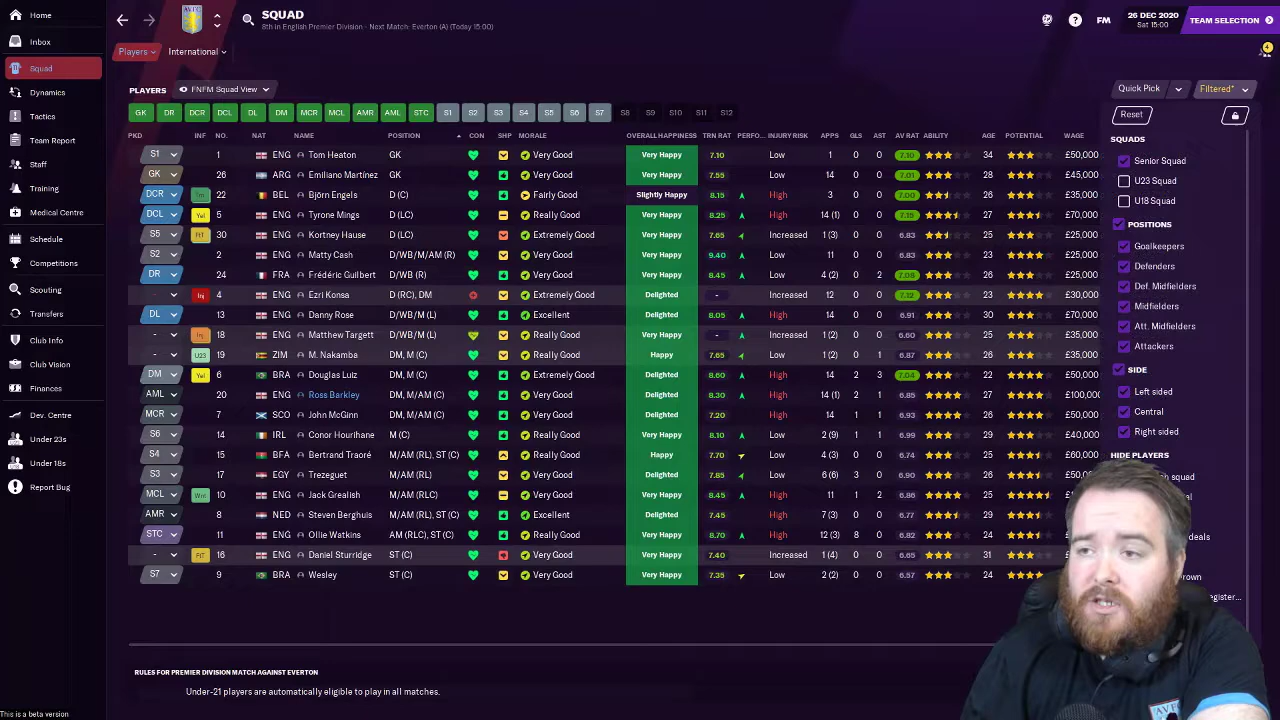 Home
Inbox
Squad
Dynamics
Tactics
Team Report
Staff
Training
Medical Centre
Schedule
Competitions
Scouting
Transfers
Club Info
Club Vision
Finances
Dev. Centre
Under 23s
Under 18s
Report Bug
This is a beta version
AVFC
SQUAD
8th in English Premier Division - Next Match: Everton (A) (Today 15:00)
FM
26 DEC 2020
Sat 15:00
TEAM SELECTION
Players
International
4
PLAYERS
FNFM Squad View
Quick Pick
Filtered*
GK DR DCR DCL DL DM MCR MCL AMR AML STC S1 S2 S3 S4 S5 S6 S7 S8 S9 S10 S11 S12
PKD INF NO. NAT NAME POSITION CON SHP MORALE OVERALL HAPPINESS TRN RAT PERFO... INJURY RISK APPS GLS AST AV RAT ABILITY AGE POTENTIAL WAGE
S1 1 ENG Tom Heaton GK Very Good Very Happy 7.10 Low 1 0 0 7.10 34 £50,000
GK 26 ARG Emiliano Martínez GK Very Good Very Happy 7.55 Low 14 0 0 7.01 28 £45,000
DCR Trn 22 BEL Björn Engels D (C) Fairly Good Slightly Happy 8.15 High 3 0 0 7.00 26 £35,000
DCL Ywl 5 ENG Tyrone Mings D (LC) Really Good Very Happy 8.25 High 14 (1) 2 0 7.15 27 £70,000
S5 FIT 30 ENG Kortney Hause D (LC) Extremely Good Very Happy 7.65 Increased 1 (3) 0 0 6.83 25 £25,000
S2 2 ENG Matty Cash D/WB/M/AM (R) Very Good Very Happy 9.40 Low 11 0 0 6.83 23 £25,000
DR 24 FRA Frédéric Guilbert D/WB (R) Very Good Very Happy 8.45 High 4 (2) 0 2 7.08 26 £25,000
- Inj 4 ENG Ezri Konsa D (RC), DM Extremely Good Delighted - Increased 12 0 0 7.12 23 £30,000
DL 13 ENG Danny Rose D/WB (L) Excellent Delighted 8.05 High 14 0 1 6.91 30 £70,000
- Inj 18 ENG Matthew Targett D/WB/M (L) Really Good Very Happy - Increased 1 (2) 0 0 6.60 25 £35,000
- U23 19 ZIM M. Nakamba DM, M (C) Really Good Happy 7.65 Low 1 (2) 0 1 6.87 26 £35,000
DM Ywl 6 BRA Douglas Luiz DM, M (C) Extremely Good Delighted 8.60 High 14 2 3 7.04 22 £50,000
AML 20 ENG Ross Barkley DM, M/AM (C) Very Good Delighted 8.30 High 14 (1) 2 6 6.85 27 £100,000
MCR 7 SCO John McGinn DM, M/AM (C) Very Good Delighted 7.20 High 14 1 1 6.93 26 £50,000
S6 14 IRL Conor Hourihane M (C) Really Good Very Happy 8.10 Low 2 (9) 1 1 6.99 29 £40,000
S4 15 BFA Bertrand Traoré M/AM (RL), ST (C) Really Good Happy 7.70 Low 4 (3) 0 0 6.74 25 £60,000
S3 17 EGY Trezeguet M/AM (RL) Very Good Delighted 7.85 Low 6 (6) 3 0 6.90 26
MCL Wnt 10 ENG Jack Grealish M/AM (RLC) Very Good Very Happy 8.45 High 11 1 2 6.86 25
AMR 8 NED Steven Berghuis M/AM (RL), ST (C) Excellent Delighted 7.45 High 7 (3) 0 0 6.77 29
STC 11 ENG Ollie Watkins AM (RLC), ST (C) Really Good Very Happy 8.70 High 12 (3) 8 0 6.82 24
- FIT 16 ENG Daniel Sturridge ST (C) Very Good Very Happy 7.40 Increased 1 (4) 0 0 6.65 31
S7 9 BRA Wesley ST (C) Very Good Very Happy 7.35 Low 2 (2) 0 0 6.57 24
Reset
SQUADS
Senior Squad
U23 Squad
U18 Squad
POSITIONS
Goalkeepers
Defenders
Def. Midfielders
Midfielders
Att. Midfielders
Attackers
SIDE
Left sided
Central
Right sided
HIDE PLAYERS
squad
deals
RULES FOR PREMIER DIVISION MATCH AGAINST EVERTON
Under-21 players are automatically eligible to play in all matches.